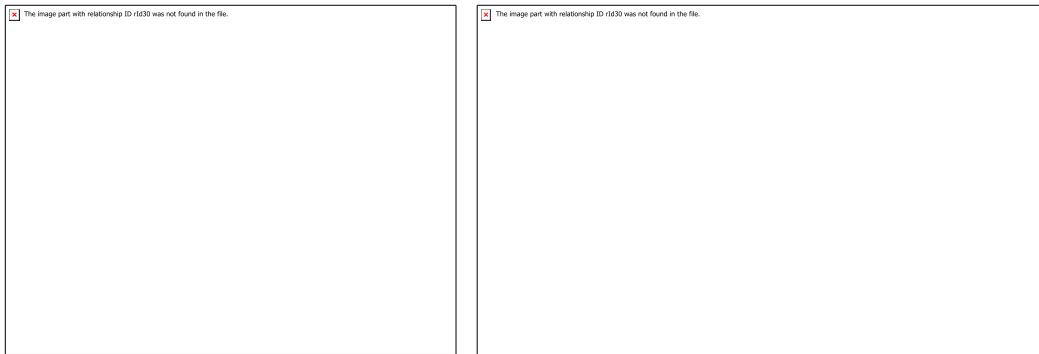 The image part with relationship ID rId30 was not found in the file.
The image part with relationship ID rId30 was not found in the file.